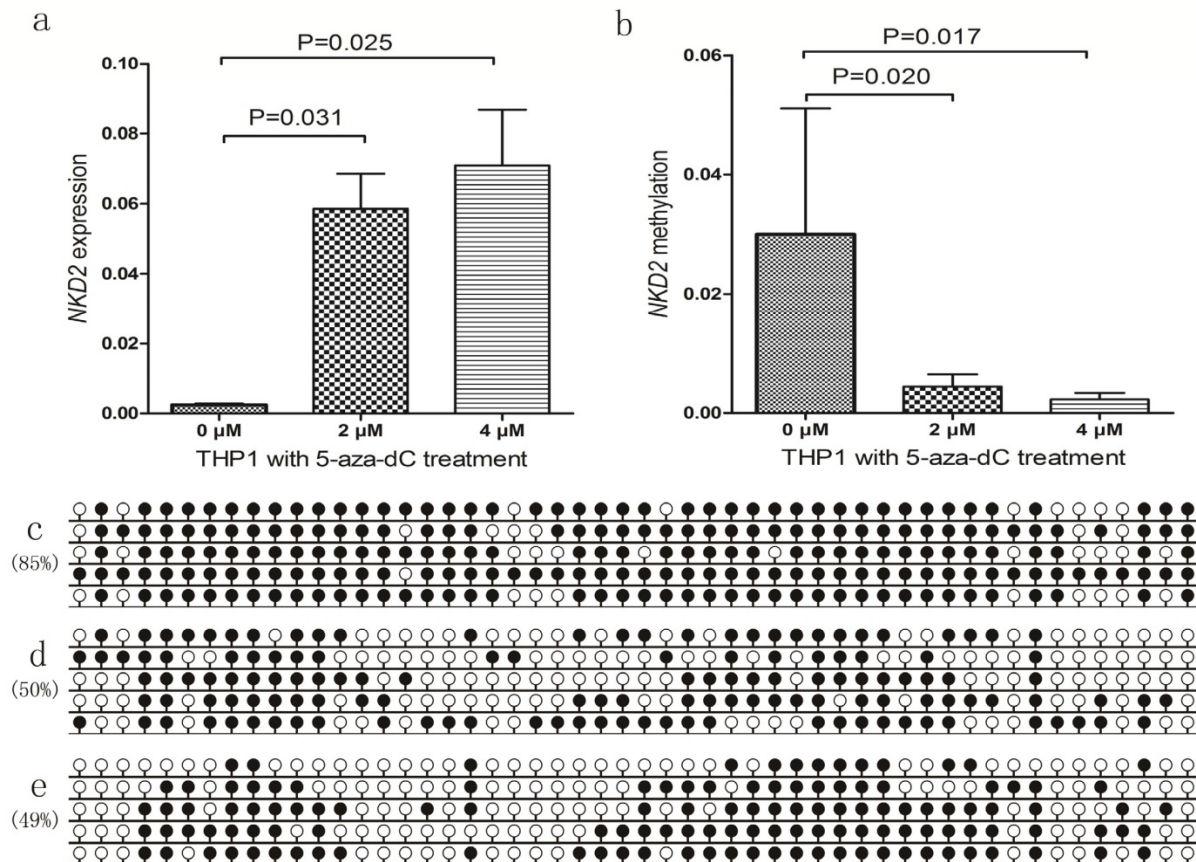 a
P=0.025
P=0.031
0.10
0.08
0.06
0.04
0.02
0.00
NKD2 expression
0 µM
2 µM
4 µM
THP1 with 5-aza-dC treatment
b
P=0.017
P=0.020
0.06
0.04
0.02
0.00
NKD2 methylation
0 µM
2 µM
4 µM
THP1 with 5-aza-dC treatment
c
(85%)
d
(50%)
e
(49%)